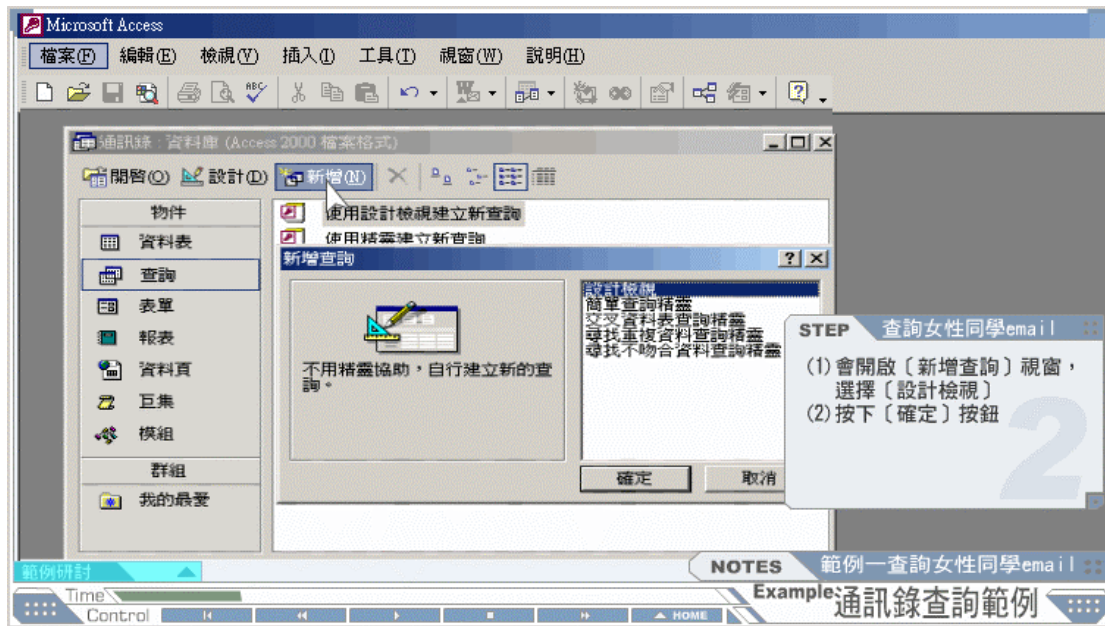 Microsoft Access
檔案(F) 編輯(E) 檢視(V) 插入(I) 工具(T) 視窗(W) 說明(H)
通訊錄 : 資料庫 (Access 2000 檔案格式)
開啓(O) 設計(D) 新增(N)
物件
資料表
查詢
表單
報表
資料頁
巨集
模組
群組
我的最愛
使用設計檢視建立新查詢
使用精靈建立新查詢
新增查詢
不用精靈協助，自行建立新的查
詢。
設計檢視
簡單查詢精靈
交叉資料表查詢精靈
尋找重複資料查詢精靈
尋找不吻合資料查詢精靈
確定 取消
STEP 查詢女性同學email
(1)會開啟〔新增查詢〕視窗，
選擇〔設計檢視〕
(2)按下〔確定〕按鈕
2
範例研討
NOTES 範例一查詢女性同學email
Time
Control
HOME
Example:通訊錄查詢範例